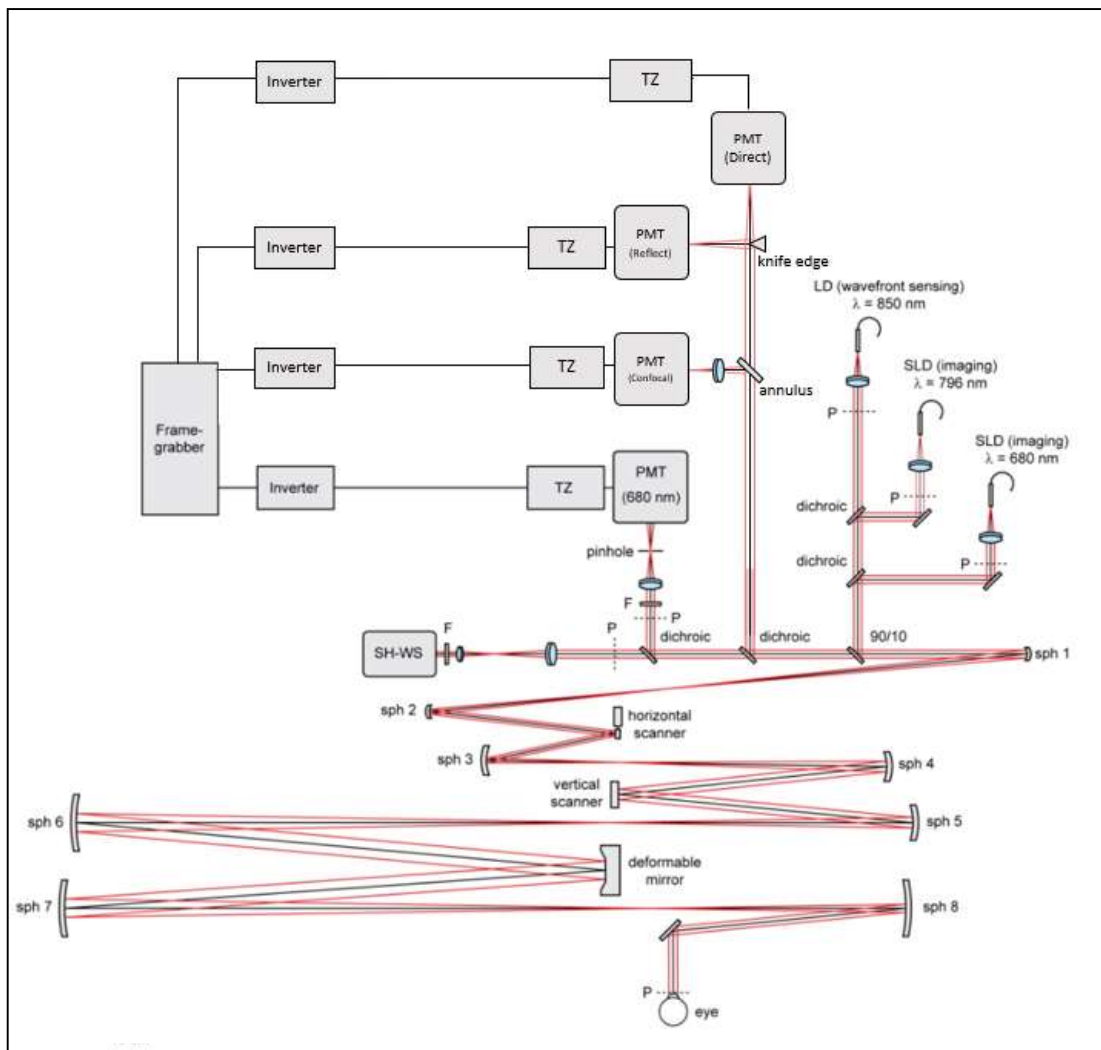 Inverter
TZ
PMT
(Direct)
Inverter
TZ
PMT
(Reflect)
knife edge
LD (wavefront sensing)
λ = 850 nm
SLD (imaging)
λ = 796 nm
SLD (imaging)
λ = 680 nm
Inverter
TZ
PMT
(Confocal)
annulus
P
Frame-
grabber
Inverter
TZ
PMT
(680 nm)
P
dichroic
pinhole
dichroic
P
F
P
P
F
dichroic
dichroic
90/10
SH-WS
sph 1
sph 2
horizontal
scanner
sph 3
sph 4
vertical
scanner
sph 6
sph 5
deformable
mirror
sph 7
sph 8
P
eye